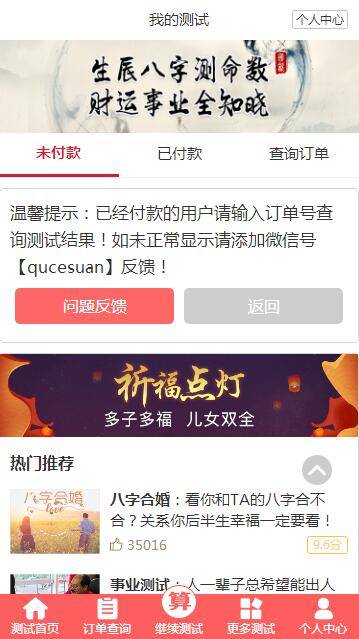 我的测试
个人中心
生辰八字测命数
财运事业全知晓
未付款
已付款
查询订单
温馨提示：已经付款的用户请输入订单号查
询测试结果！如未正常显示请添加微信号
【qucesuan】反馈！
问题反馈
返回
祈福点灯
多子多福 儿女双全
热门推荐
八字合婚
love
八字合婚：看你和TA的八字合不
合？关系你后半生幸福一定要看！
35016
9.6分
事业测试：人一辈子总希望能出人
算
测试首页
订单查询
继续测试
更多测试
个人中心